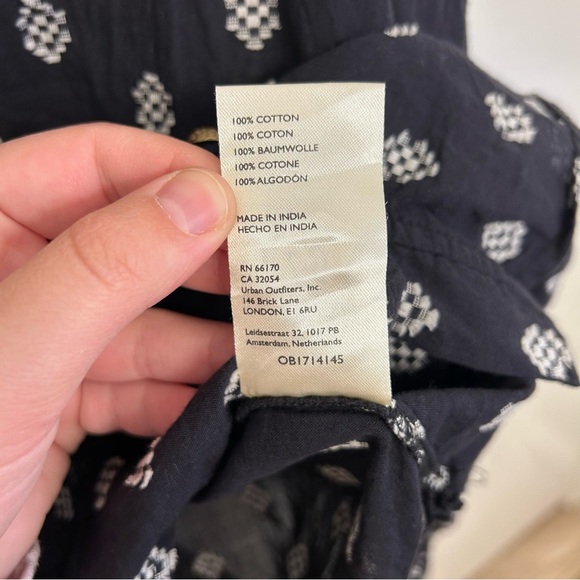 100% COTTON
100% COTON
100% BAUMWOLLE
100% COTONE
100% ALGODÓN
MADE IN INDIA
HECHO EN INDIA
RN 66170
CA 32054
Urban Outfitters, Inc.
146 Brick Lane
LONDON, E1 6RU
Leidsestraat 32, 1017 PB
Amsterdam, Netherlands
OB1714145